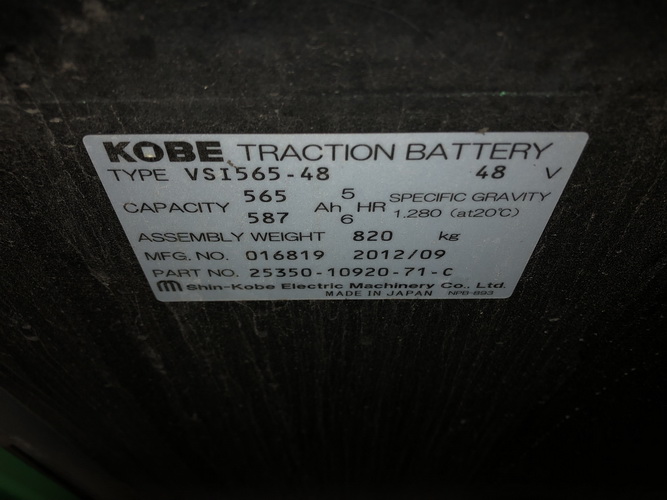 KOBE TRACTION BATTERY
TYPE VSI565-48 48 V
CAPACITY 565 587 Ah 5 6 HR SPECIFIC GRAVITY 1.280 (at20℃)
ASSEMBLY WEIGHT 820 kg
MFG. NO. 016819 2012/09
PART NO. 25350-10920-71-C
Shin-Kobe Electric Machinery Co., Ltd.
MADE IN JAPAN NPB-893